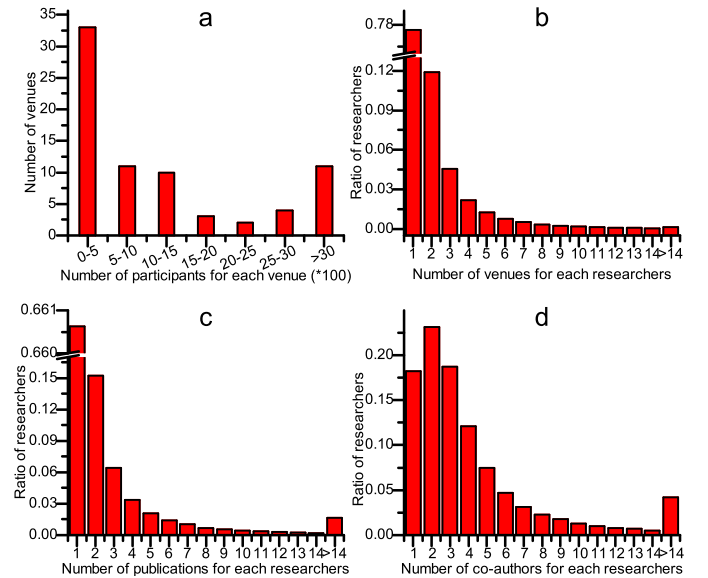 a
35
30
25
20
15
10
5
0
Number of venues
0-5
5-10
10-15
15-20
20-25
25-30
>30
Number of participants for each venue (*100)
b
0.78
0.12
0.09
0.06
0.03
0.00
Ratio of researchers
1 2 3 4 5 6 7 8 9 10 11 12 13 14 >14
Number of venues for each researchers
c
0.661
0.660
0.15
0.12
0.09
0.06
0.03
0.00
Ratio of researchers
1 2 3 4 5 6 7 8 9 10 11 12 13 14 >14
Number of publications for each researchers
d
0.20
0.15
0.10
0.05
0.00
Ratio of researchers
1 2 3 4 5 6 7 8 9 10 11 12 13 14 >14
Number of co-authors for each researchers